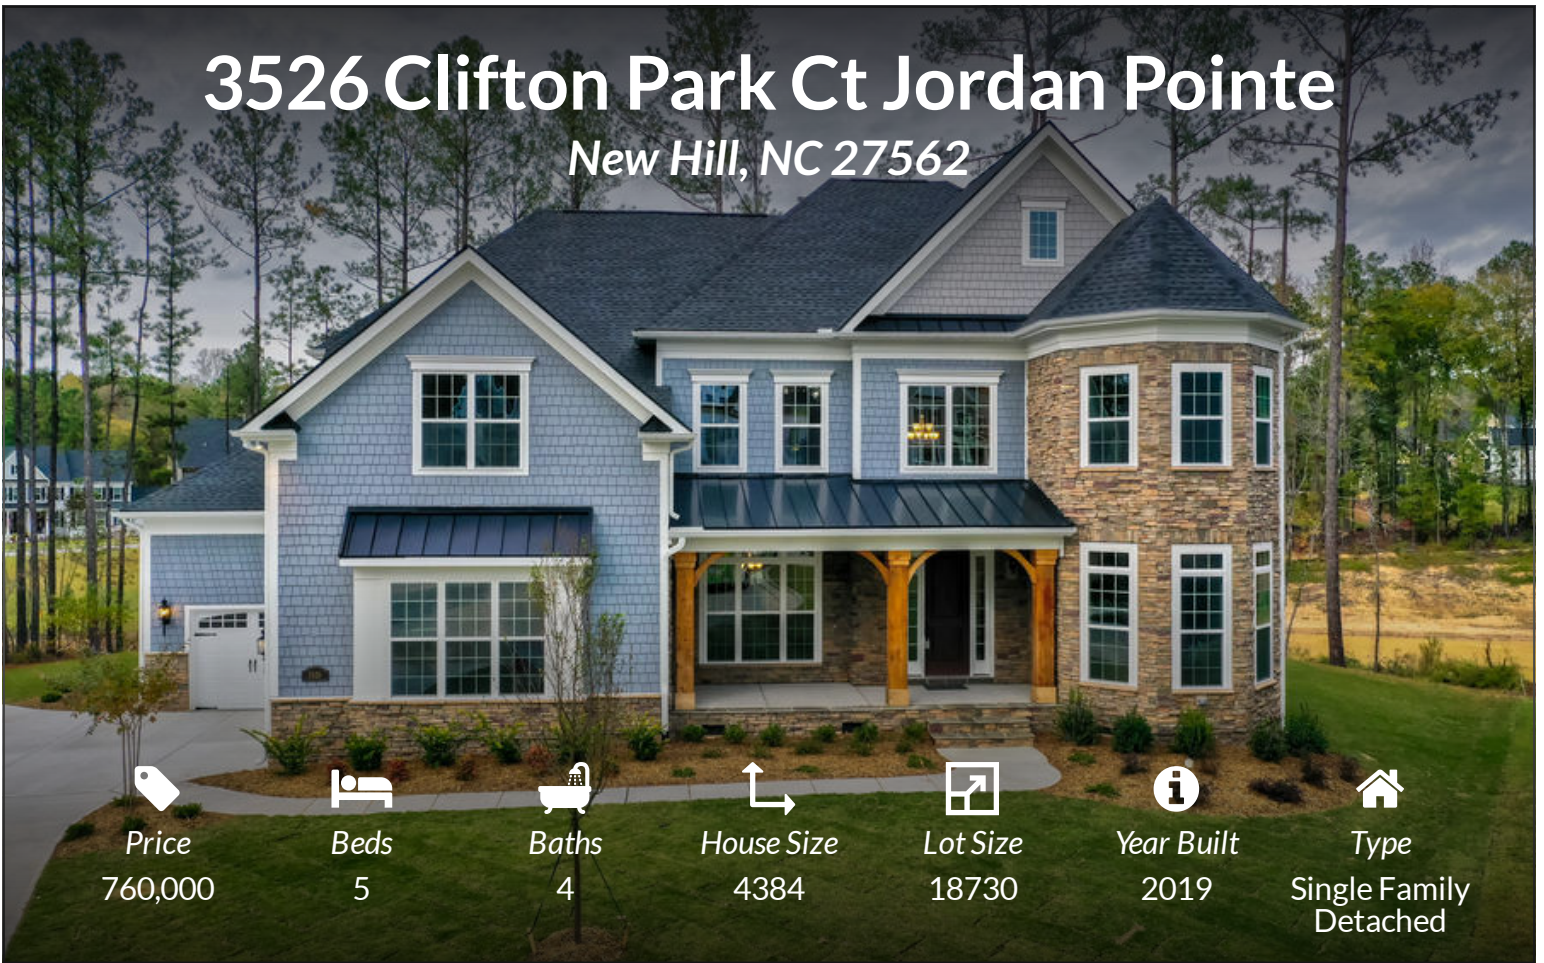 3526 Clifton Park Ct Jordan Pointe
New Hill, NC 27562
Price
760,000
Beds
5
Baths
4
House Size
4384
Lot Size
18730
Year Built
2019
Type
Single Family
Detached